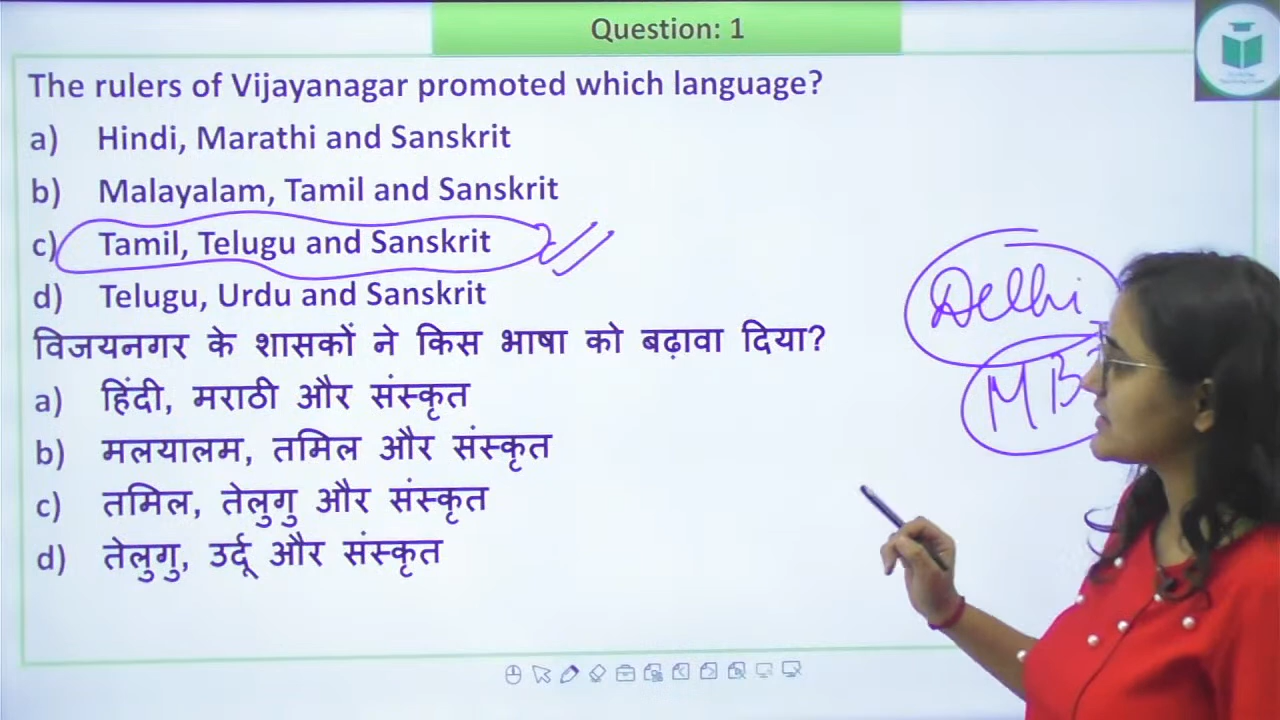 Question: 1
The rulers of Vijayanagar promoted which language?
a) Hindi, Marathi and Sanskrit
b) Malayalam, Tamil and Sanskrit
c) Tamil, Telugu and Sanskrit
d) Telugu, Urdu and Sanskrit
विजयनगर के शासकों ने किस भाषा को बढ़ावा दिया?
a) हिंदी, मराठी और संस्कृत
b) मलयालम, तमिल और संस्कृत
c) तमिल, तेलुगु और संस्कृत
d) तेलुगु, उर्दू और संस्कृत
Delhi